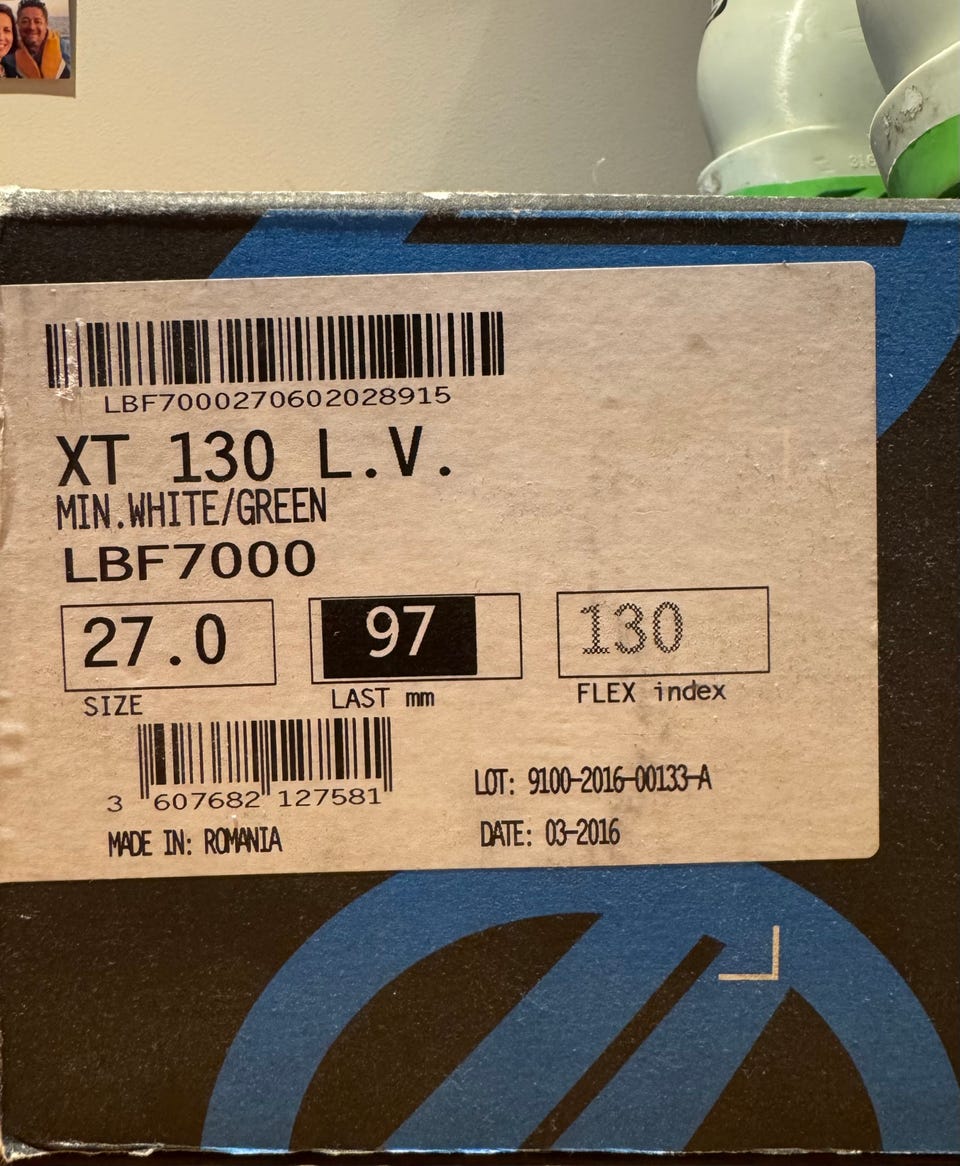 LBF7000270602028915
XT 130 L.V.
MIN.WHITE/GREEN
LBF7000
27.0 97 130
SIZE LAST mm FLEX index
3 607682 127581
LOT: 9100-2016-00133-A
MADE IN: ROMANIA
DATE: 03-2016